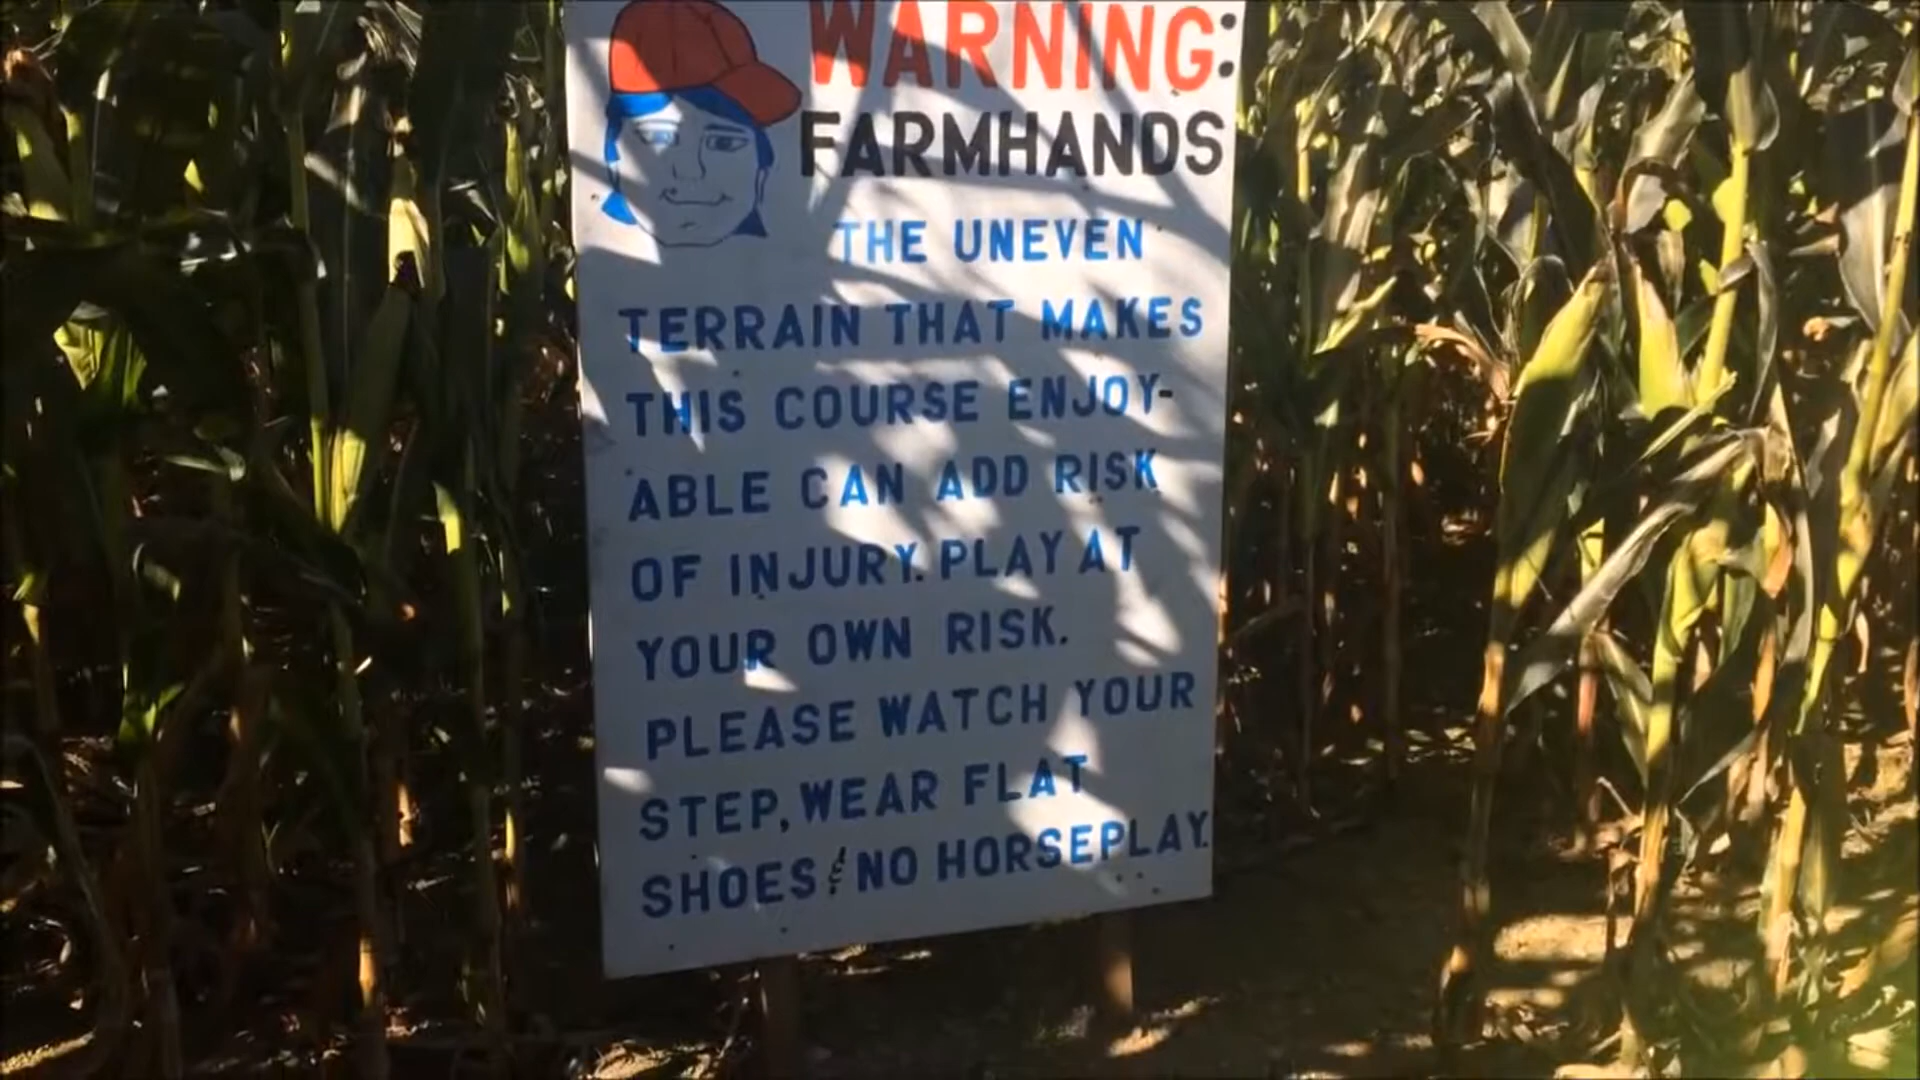 WARNING:
FARMHANDS
THE UNEVEN
TERRAIN THAT MAKES
THIS COURSE ENJOY-
ABLE CAN ADD RISK
OF INJURY. PLAY AT
YOUR OWN RISK.
PLEASE WATCH YOUR
STEP, WEAR FLAT
SHOES & NO HORSEPLAY.